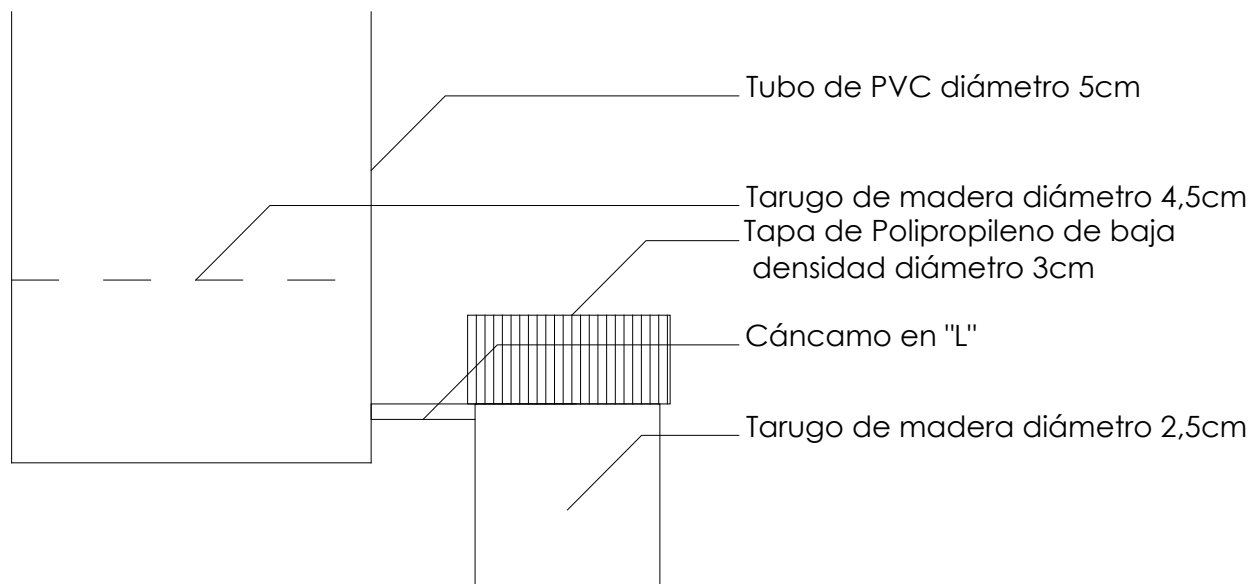 Tubo de PVC diámetro 5cm
Tarugo de madera diámetro 4,5cm
Tapa de Polipropileno de baja
densidad diámetro 3cm
Cáncamo en "L"
Tarugo de madera diámetro 2,5cm